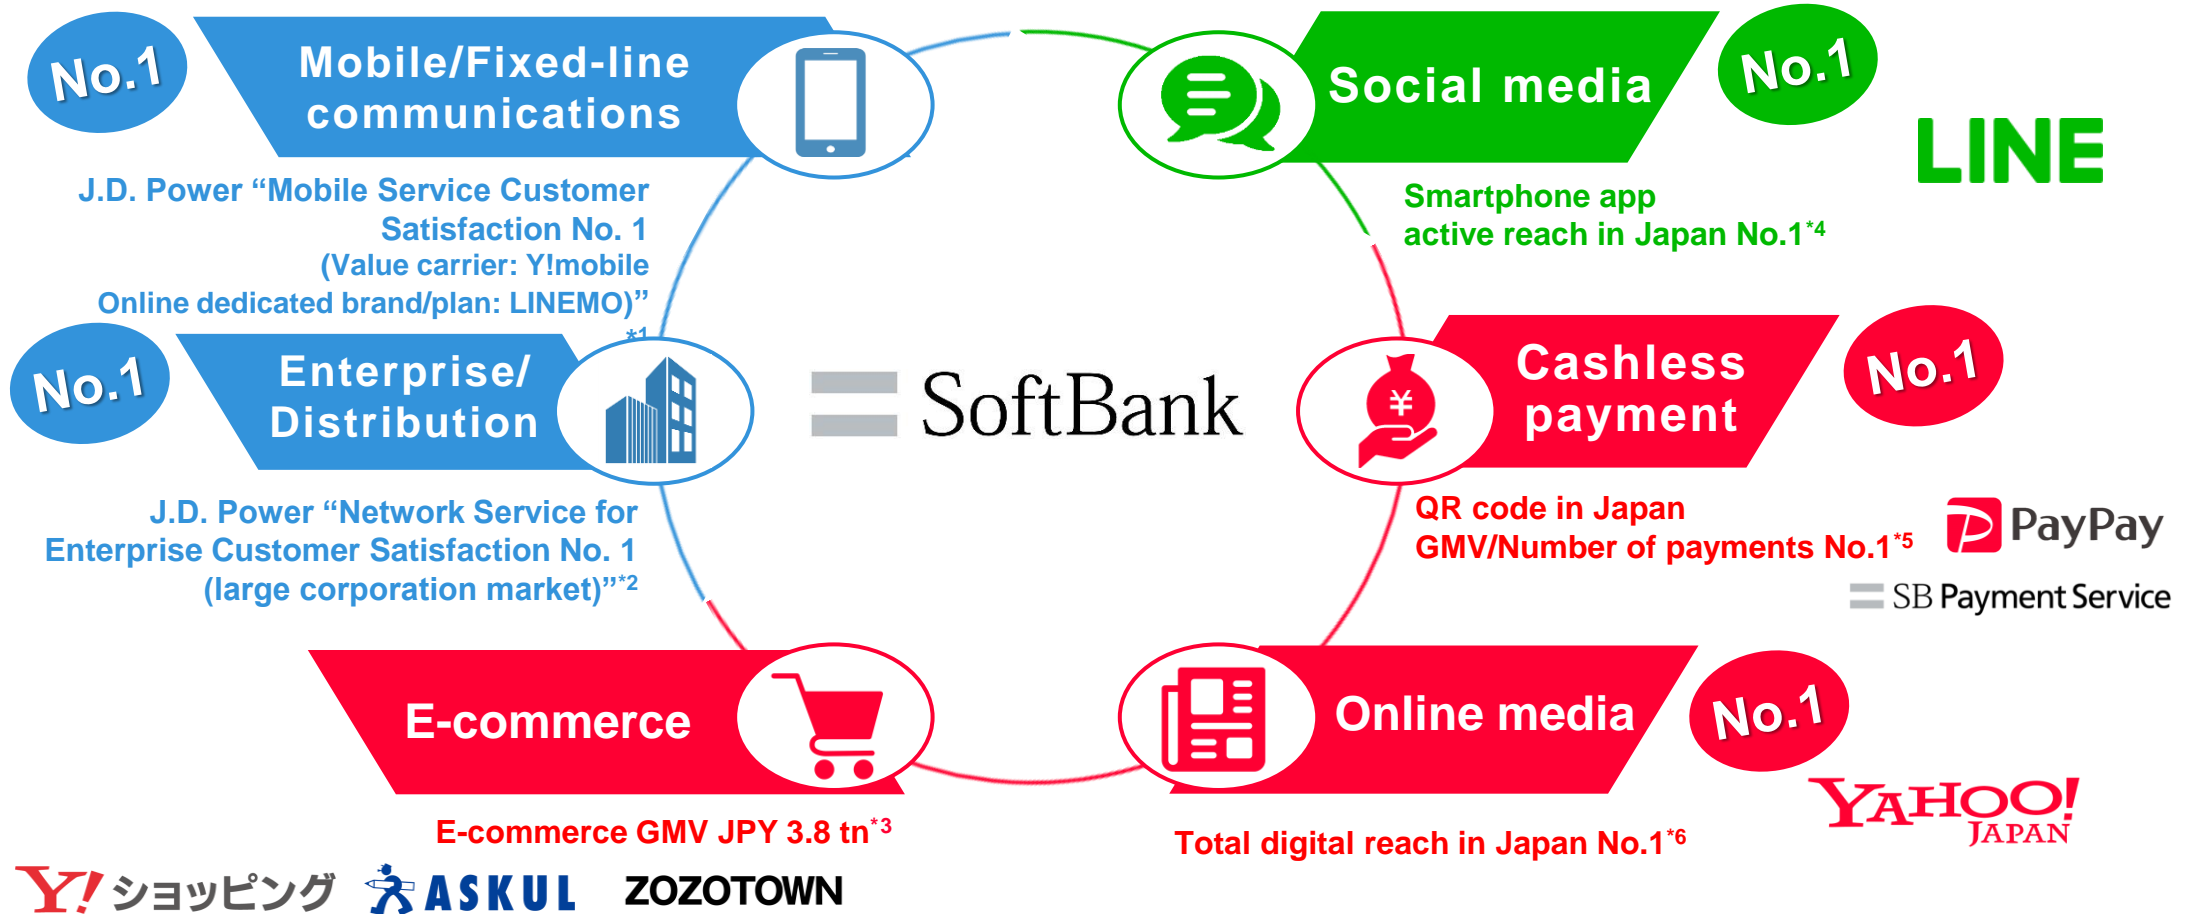 No.1
Mobile/Fixed-line
communications
J.D. Power “Mobile Service Customer
Satisfaction No. 1
(Value carrier: Y!mobile
Online dedicated brand/plan: LINEMO)”
*1
No.1
Enterprise/
Distribution
J.D. Power “Network Service for
Enterprise Customer Satisfaction No. 1
(large corporation market)”*2
E-commerce
E-commerce GMV JPY 3.8 tn*3
Y! ショッピング
ASKUL
ZOZOTOWN
SoftBank
Social media
No.1
LINE
Smartphone app
active reach in Japan No.1*4
¥
Cashless
payment
No.1
QR code in Japan
GMV/Number of payments No.1*5
PayPay
SB Payment Service
Online media
No.1
Total digital reach in Japan No.1*6
YAHOO!
JAPAN